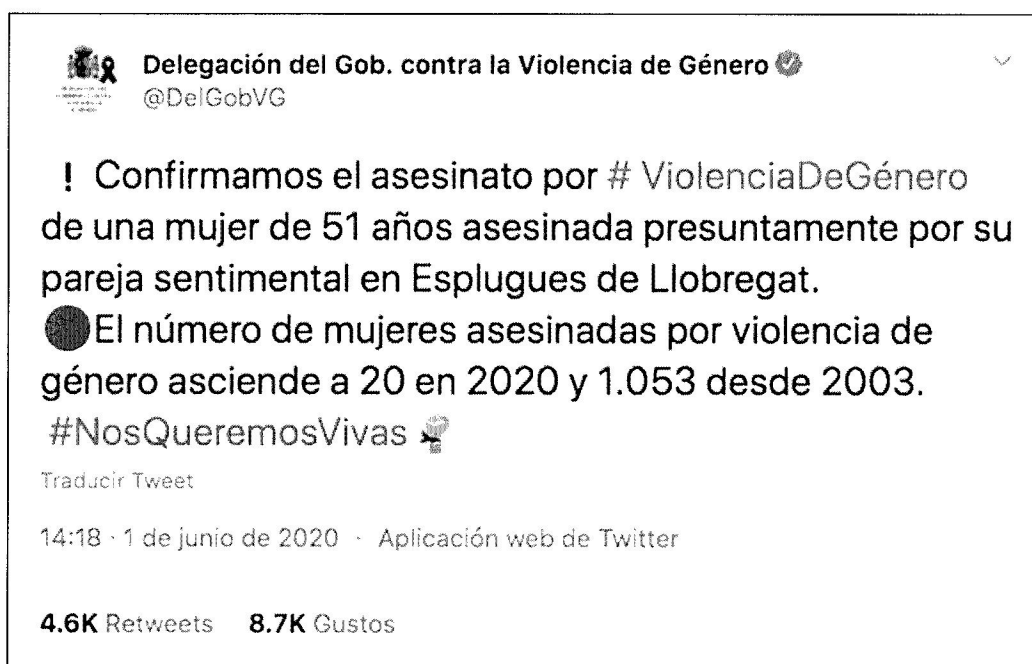 Delegación del Gob. contra la Violencia de Género
@DelGobVG
! Confirmamos el asesinato por # ViolenciaDeGénero
de una mujer de 51 años asesinada presuntamente por su
pareja sentimental en Esplugues de Llobregat.
El número de mujeres asesinadas por violencia de
género asciende a 20 en 2020 y 1.053 desde 2003.
#NosQueremosVivas
Traducir Tweet
14:18 · 1 de junio de 2020 · Aplicación web de Twitter
4.6K Retweets 8.7K Gustos